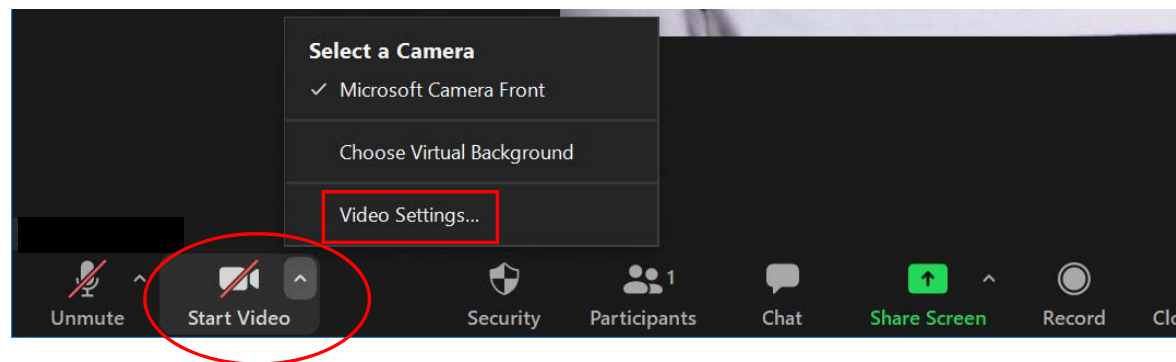 Select a Camera
Microsoft Camera Front
Choose Virtual Background
Video Settings...
1
Unmute
Start Video
Security
Participants
Chat
Share Screen
Record